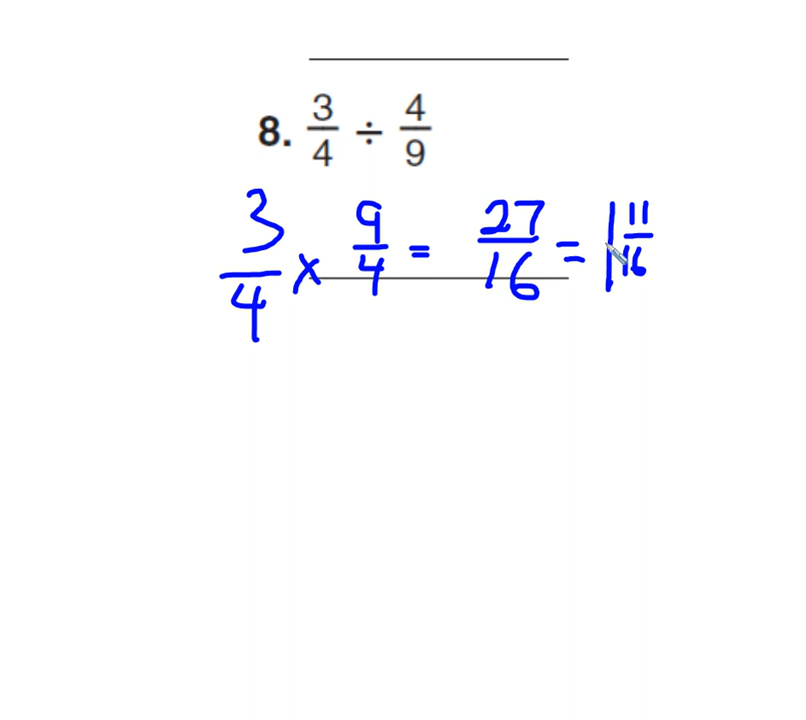 8. 3/4 ÷ 4/9
3/4 × 9/4 = 27/16 = 1 11/16